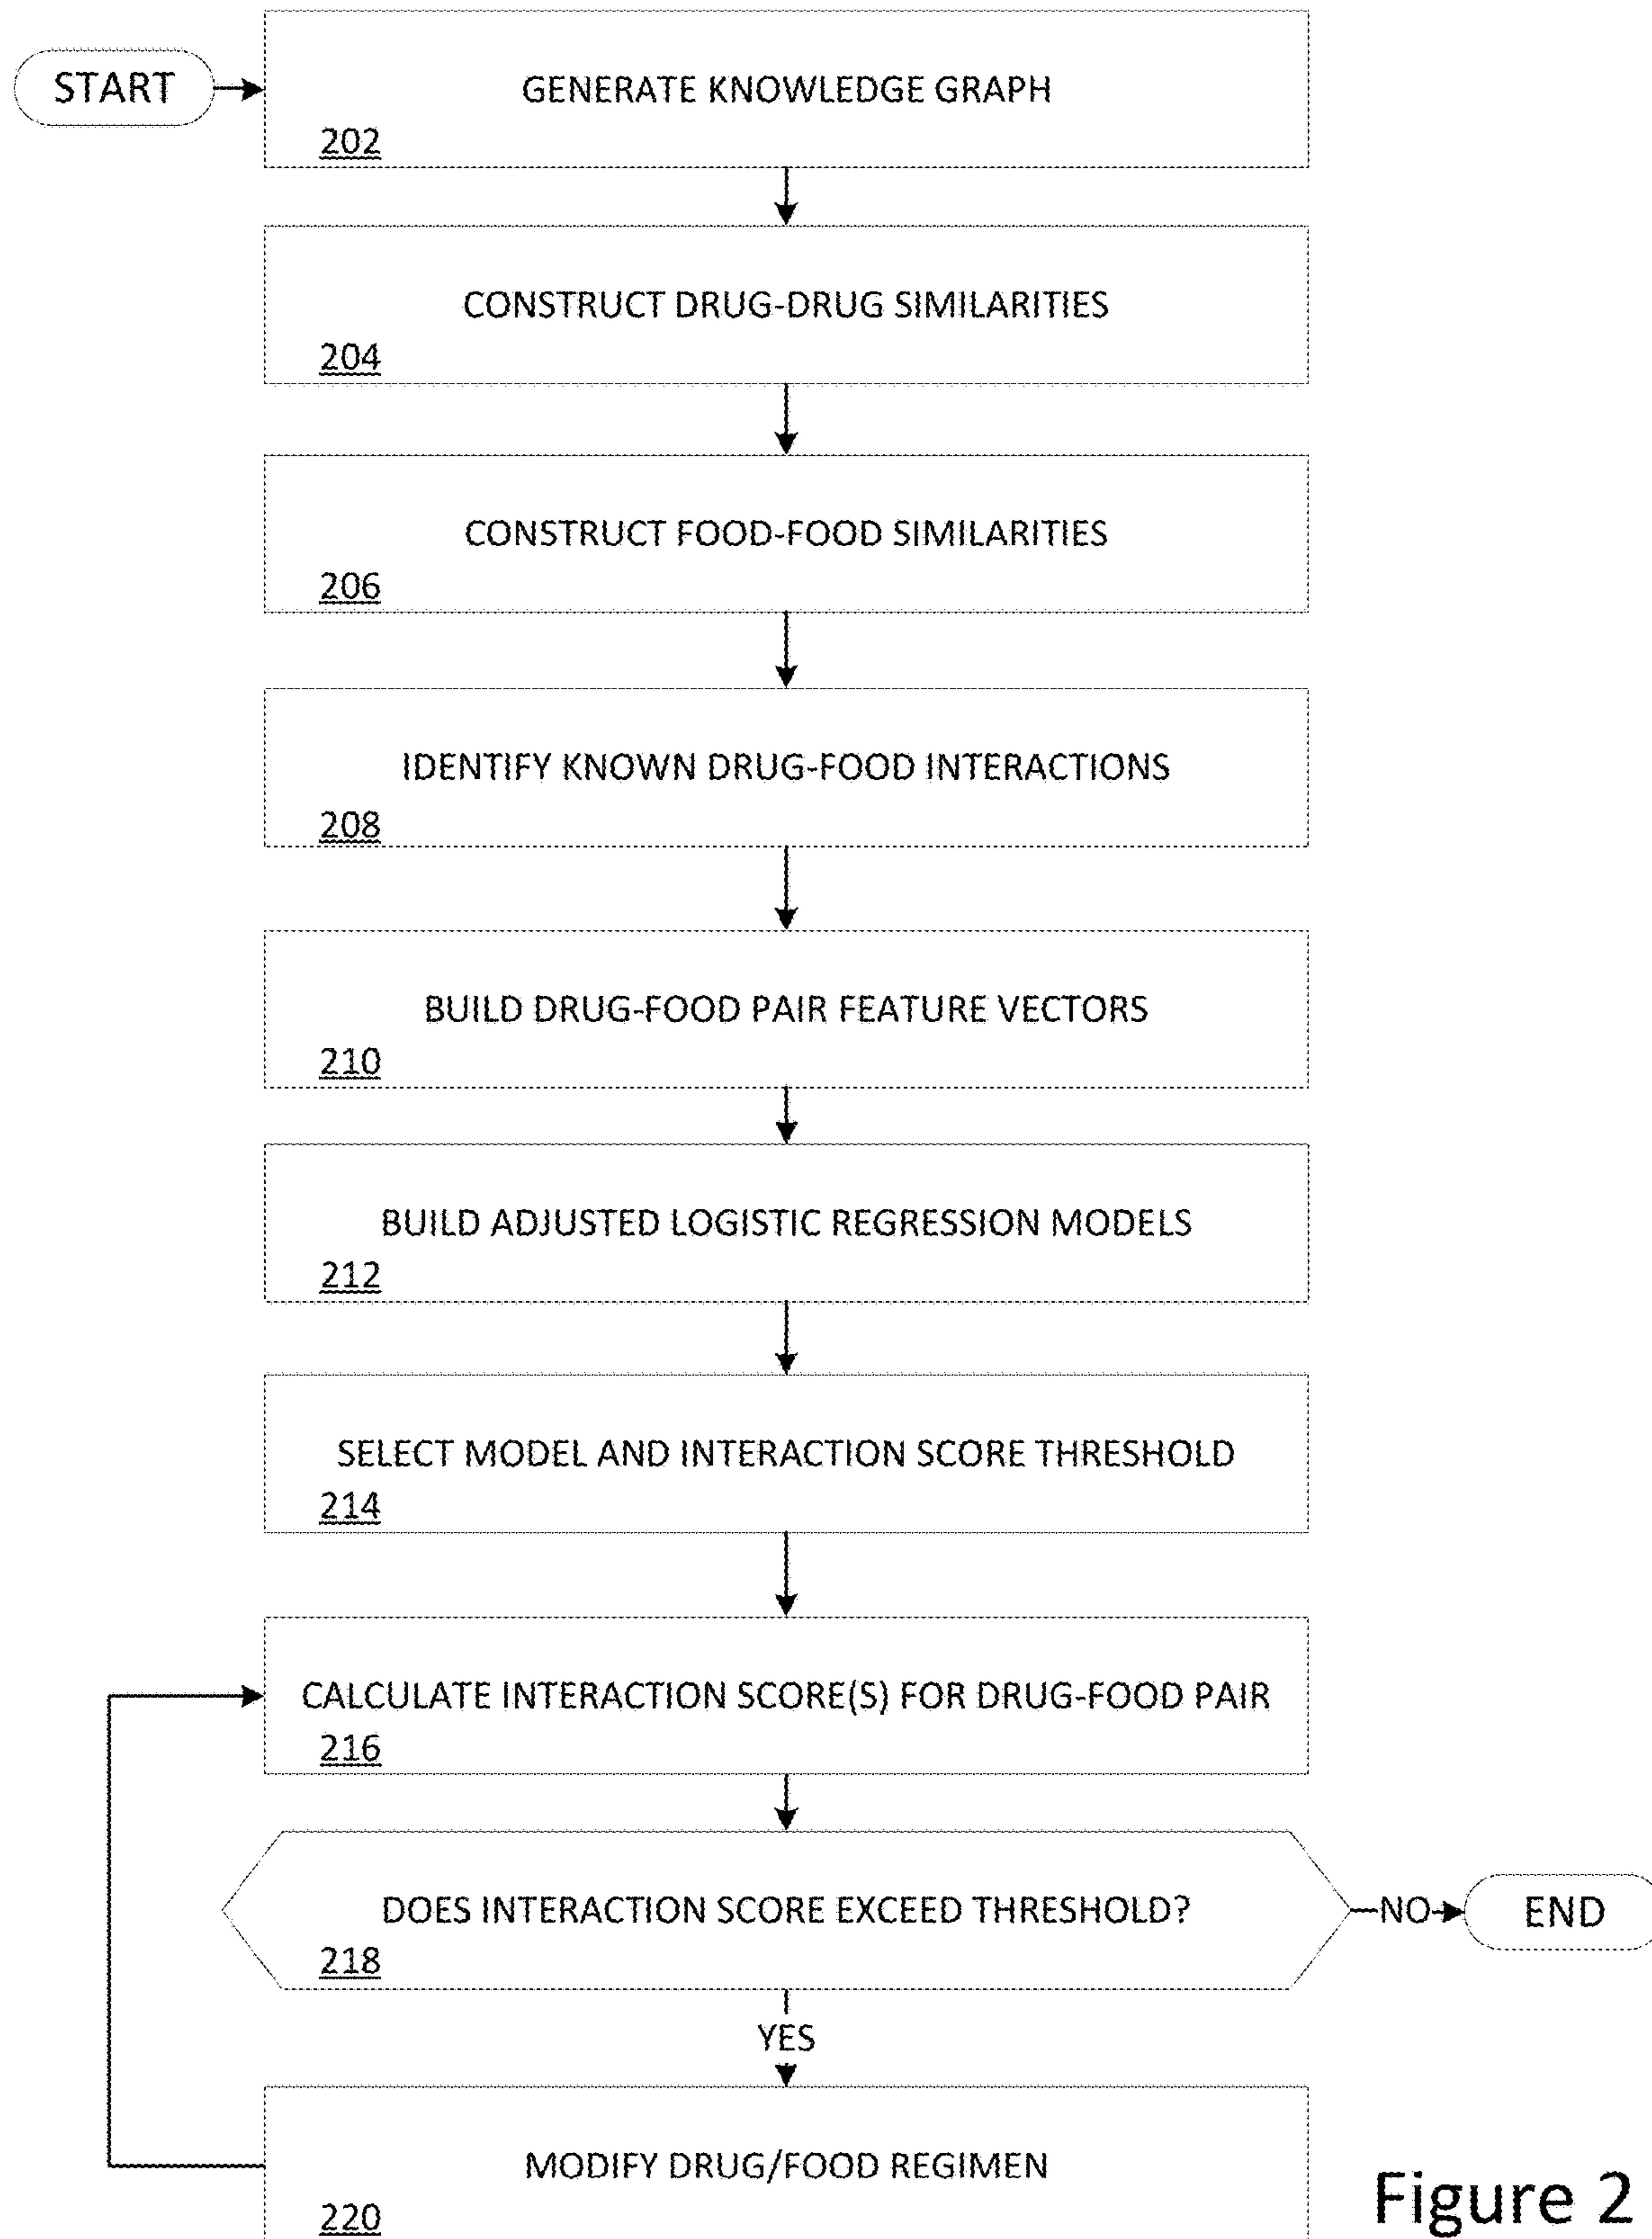 START
GENERATE KNOWLEDGE GRAPH
202
CONSTRUCT DRUG-DRUG SIMILARITIES
204
CONSTRUCT FOOD-FOOD SIMILARITIES
206
IDENTIFY KNOWN DRUG-FOOD INTERACTIONS
208
BUILD DRUG-FOOD PAIR FEATURE VECTORS
210
BUILD ADJUSTED LOGISTIC REGRESSION MODELS
212
SELECT MODEL AND INTERACTION SCORE THRESHOLD
214
CALCULATE INTERACTION SCORE(S) FOR DRUG-FOOD PAIR
216
DOES INTERACTION SCORE EXCEED THRESHOLD?
218
NO
END
YES
MODIFY DRUG/FOOD REGIMEN
220
Figure 2